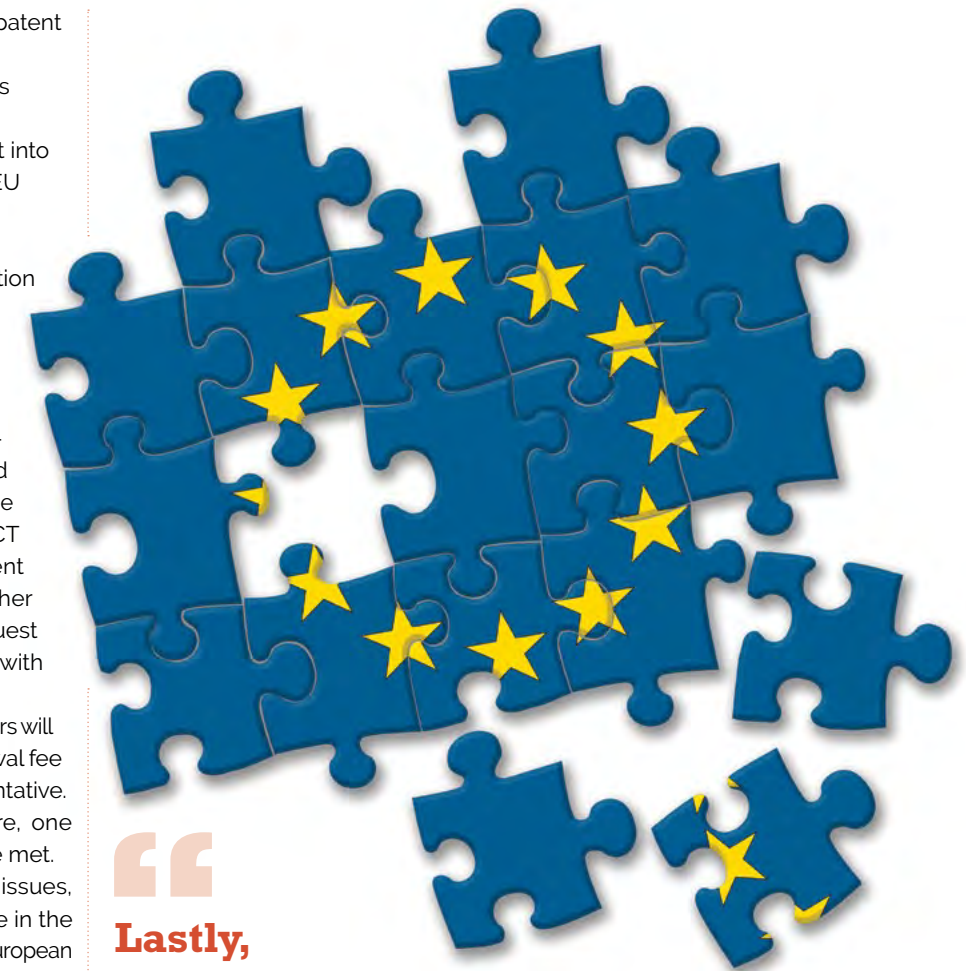 patent
s
t into
EU
tion
d
e
CT
ent
her
uest
with
rs will
val fee
ntative.
re, one
e met.
issues,
e in the
uropean
“
Lastly,